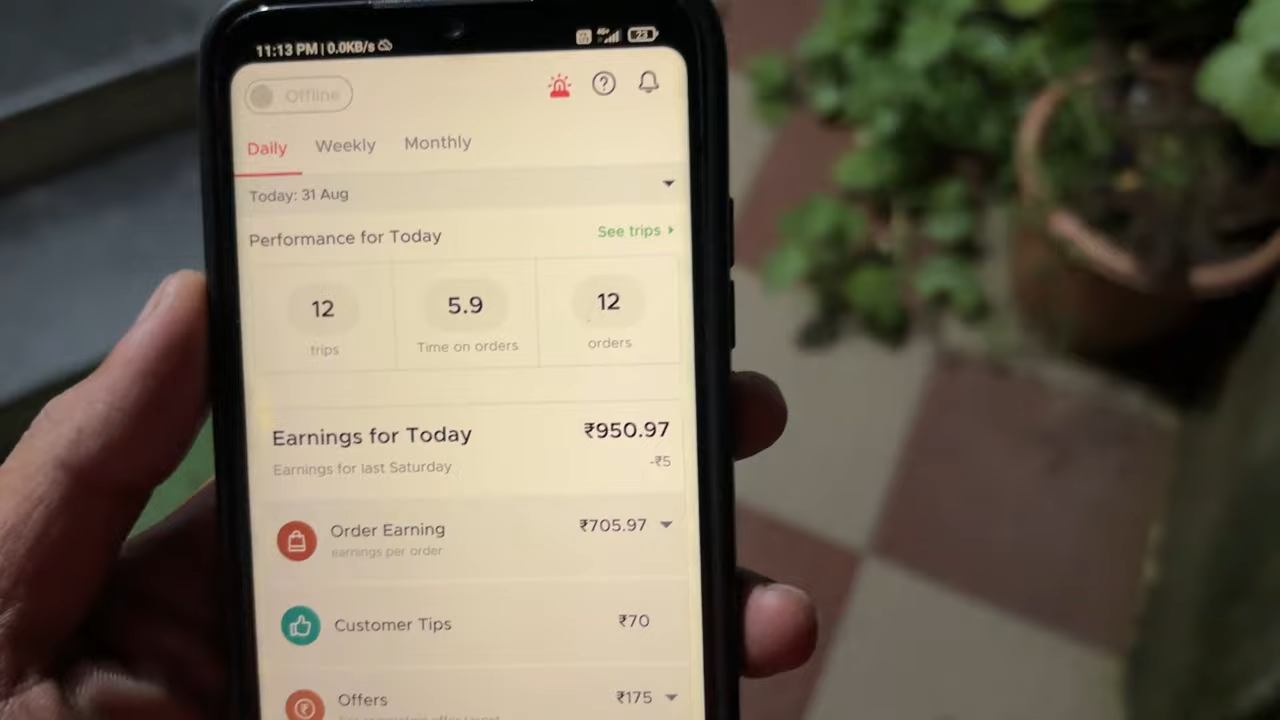 11:13 PM | 0.0KB/s
23
Offline
Daily Weekly Monthly
Today: 31 Aug
Performance for Today See trips
12 5.9 12
trips Time on orders orders
Earnings for Today ₹950.97
Earnings for last Saturday -₹5
Order Earning ₹705.97
earnings per order
Customer Tips ₹70
Offers ₹175